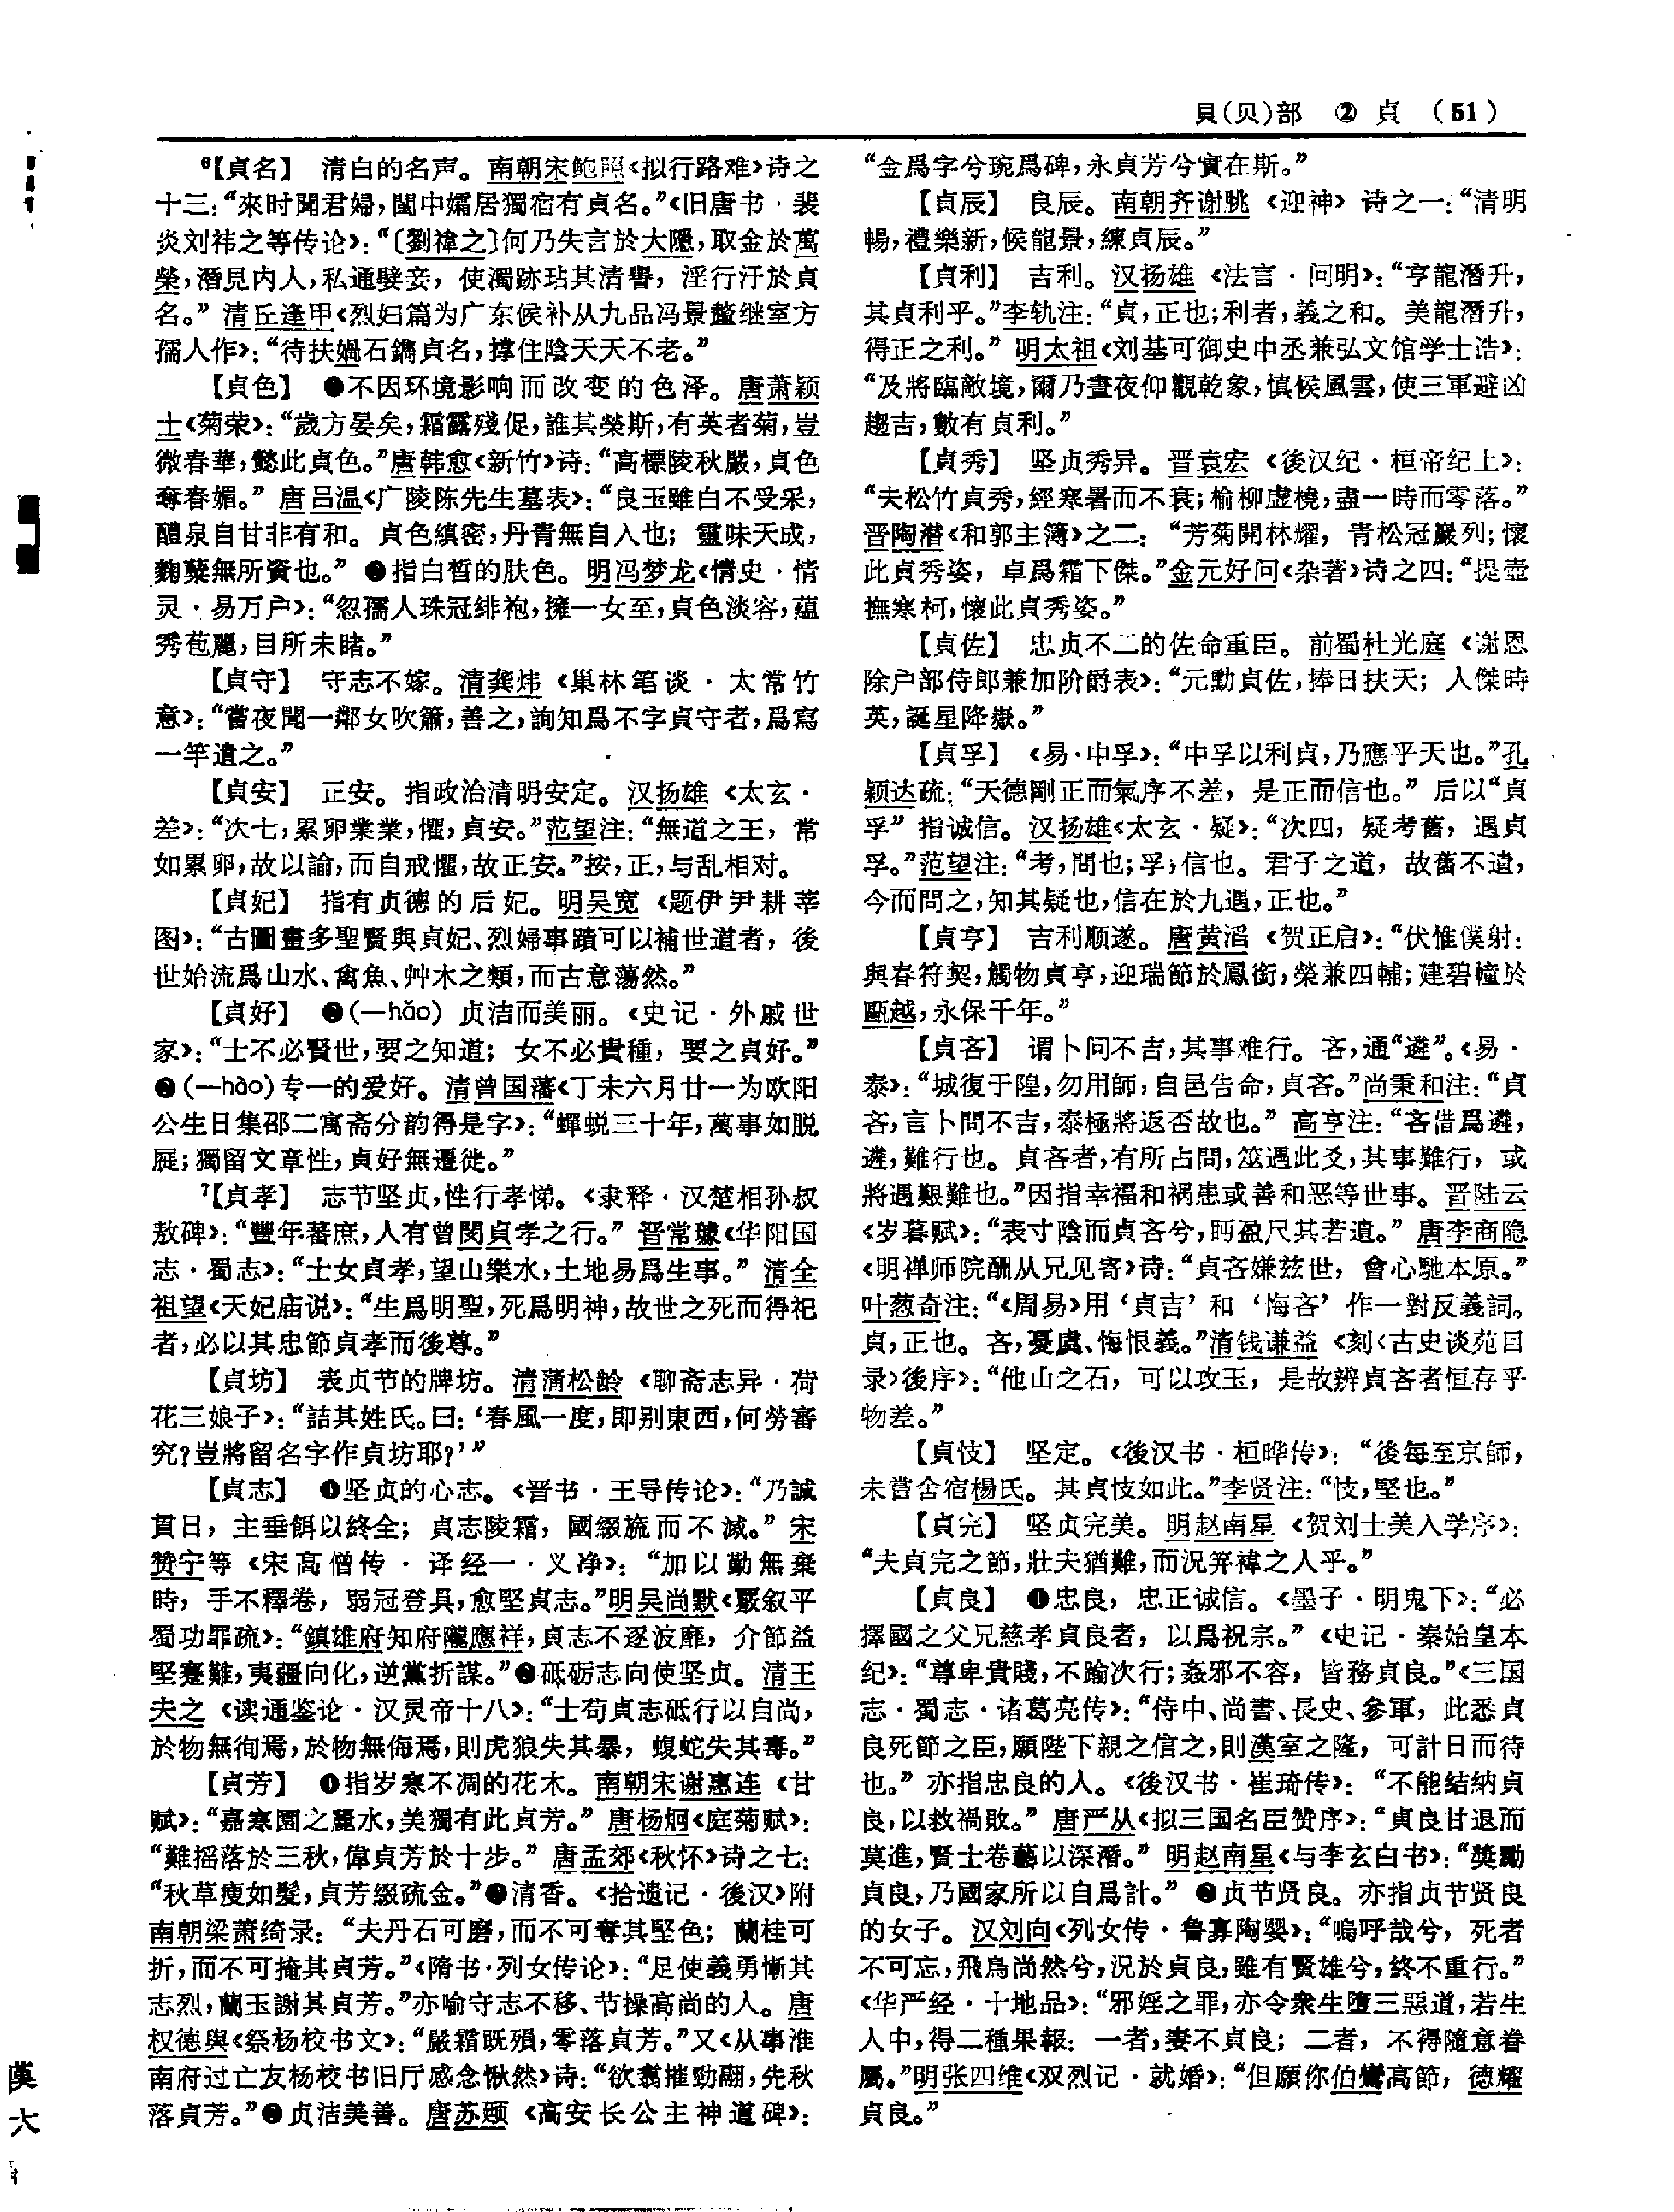 貝(贝)部 ② 貞 (51)
⁶【貞名】 清白的名声。南朝宋鲍照《拟行路难》诗之
十三:“來时聞君婦,閨中孀居獨宿有貞名。”《旧唐书·裴
炎刘祎之等传论》:“〔劉禕之〕何乃失言於大隱,取金於萬
榮,潛見内人,私通嬖妾,使濁跡玷其清譽,淫行汙於貞
名。”清丘逢甲《烈妇篇为广东候补从九品冯景釐继室方
孺人作》:“待扶媧石鐫貞名,撑住陰天天不老。”
【貞色】 ❶不因环境影响而改变的色泽。唐萧颖
士《菊荣》:“歲方晏矣,霜露殘促,誰其榮斯,有英者菊,豈
微春華,懿此貞色。”唐韩愈《新竹》诗:“高標陵秋嚴,貞色
奪春媚。”唐吕温《广陵陈先生墓表》:“良玉雖白不受采,
醴泉自甘非有和。貞色縝密,丹青無自入也;靈味天成,
麴蘖無所資也。”❷指白皙的肤色。明冯梦龙《情史·情
灵·易万户》:“忽孺人珠冠緋袍,擁一女至,貞色淡容,蕴
秀苞麗,目所未睹。”
【貞守】 守志不嫁。清龚炜《巢林笔谈·太常竹
意》:“嘗夜聞一鄰女吹簫,善之,詢知爲不字貞守者,爲寫
一竿遺之。”
【貞安】 正安。指政治清明安定。汉扬雄《太玄·
差》:“次七,累卵業業,懼,貞安。”范望注:“無道之王,常
如累卵,故以諭,而自戒懼,故正安。”按,正,与乱相对。
【貞妃】 指有贞德的后妃。明吴宽《题伊尹耕莘
图》:“古圖畫多聖賢與貞妃、烈婦事蹟可以補世道者,後
世始流爲山水、禽魚、艸木之類,而古意蕩然。”
【貞好】 ❶(—hǎo)贞洁而美丽。《史记·外戚世
家》:“士不必賢世,要之知道;女不必貴種,要之貞好。”
❷(—hào)专一的爱好。清曾国藩《丁未六月廿一为欧阳
公生日集邵二寓斋分韵得是字》:“蟬蜕三十年,萬事如脱
屣;獨留文章性,貞好無遷徙。”
⁷【貞孝】 志节坚贞,性行孝悌。《隶释·汉楚相孙叔
敖碑》:“豐年蕃庶,人有曾閔貞孝之行。”晋常璩《华阳国
志·蜀志》:“士女貞孝,望山樂水,土地易爲生事。”清全
祖望《天妃庙说》:“生爲明聖,死爲明神,故世之死而得祀
者,必以其忠節貞孝而後尊。”
【貞坊】 表贞节的牌坊。清蒲松龄《聊斋志异·荷
花三娘子》:“詰其姓氏。曰:‘春風一度,即别東西,何勞審
究?豈將留名字作貞坊耶?’”
【貞志】 ❶坚贞的心志。《晋书·王导传论》:“乃誠
貫日,主垂餌以終全;貞志陵霜,國綴旒而不滅。”宋
赞宁等《宋高僧传·译经一·义净》:“加以勤無棄
時,手不釋卷,弱冠登具,愈堅貞志。”明吴尚默《覈叙平
蜀功罪疏》:“鎮雄府知府隴應祥,貞志不逐波靡,介節益
堅蹇難,夷疆向化,逆黨折謀。”❷砥砺志向使坚贞。清王
夫之《读通鉴论·汉灵帝十八》:“士苟貞志砥行以自尚,
於物無徇焉,於物無侮焉,則虎狼失其暴,蝮蛇失其毒。”
【貞芳】 ❶指岁寒不凋的花木。南朝宋谢惠连《甘
赋》:“嘉寒園之麗木,美獨有此貞芳。”唐杨炯《庭菊赋》:
“難摇落於三秋,偉貞芳於十步。”唐孟郊《秋怀》诗之七:
“秋草瘦如髮,貞芳綴疏金。”❷清香。《拾遗记·後汉》附
南朝梁萧绮录:“夫丹石可磨,而不可奪其堅色;蘭桂可
折,而不可掩其貞芳。”《隋书·列女传论》:“足使義勇慚其
志烈,蘭玉謝其貞芳。”亦喻守志不移、节操高尚的人。唐
权德舆《祭杨校书文》:“嚴霜既殞,零落貞芳。”又《从事淮
南府过亡友杨校书旧厅感念愀然》诗:“欲翥摧勁翮,先秋
落貞芳。”❸贞洁美善。唐苏颋《高安长公主神道碑》:
“金爲字兮琬爲碑,永貞芳兮實在斯。”
【貞辰】 良辰。南朝齐谢朓《迎神》诗之一:“清明
暢,禮樂新,候龍景,練貞辰。”
【貞利】 吉利。汉扬雄《法言·问明》:“亨龍潛升,
其貞利乎。”李轨注:“貞,正也;利者,義之和。美龍潛升,
得正之利。”明太祖《刘基可御史中丞兼弘文馆学士诰》:
“及將臨敵境,爾乃晝夜仰觀乾象,慎候風雲,使三軍避凶
趨吉,數有貞利。”
【貞秀】 坚贞秀异。晋袁宏《後汉纪·桓帝纪上》:
“夫松竹貞秀,經寒暑而不衰;榆柳虚橈,盡一時而零落。”
晋陶潜《和郭主簿》之二:“芳菊開林耀,青松冠巖列;懷
此貞秀姿,卓爲霜下傑。”金元好问《杂著》诗之四:“提壺
撫寒柯,懷此貞秀姿。”
【貞佐】 忠贞不二的佐命重臣。前蜀杜光庭《谢恩
除户部侍郎兼加阶爵表》:“元勳貞佐,捧日扶天;人傑時
英,誕星降嶽。”
【貞孚】 《易·中孚》:“中孚以利貞,乃應乎天也。”孔
颖达疏:“天德剛正而氣序不差,是正而信也。”后以“貞
孚”指诚信。汉扬雄《太玄·疑》:“次四,疑考舊,遇貞
孚。”范望注:“考,問也;孚,信也。君子之道,故舊不遺,
今而問之,知其疑也,信在於九遇,正也。”
【貞亨】 吉利顺遂。唐黄滔《贺正启》:“伏惟僕射:
與春符契,觸物貞亨,迎瑞節於鳳銜,榮兼四輔;建碧幢於
甌越,永保千年。”
【貞吝】 谓卜问不吉,其事难行。吝,通“遴”。《易·
泰》:“城復于隍,勿用師,自邑告命,貞吝。”尚秉和注:“貞
吝,言卜問不吉,泰極將返否故也。”高亨注:“吝借爲遴,
遴,難行也。貞吝者,有所占問,筮遇此爻,其事難行,或
將遇艱難也。”因指幸福和祸患或善和恶等世事。晋陆云
《岁暮赋》:“表寸陰而貞吝兮,眄盈尺其若遺。”唐李商隐
《明禅师院酬从兄见寄》诗:“貞吝嫌兹世,會心馳本原。”
叶葱奇注:“《周易》用‘貞吉’和‘悔吝’作一對反義詞。
貞,正也。吝,憂虞、悔恨義。”清钱谦益《刻〈古史谈苑目
录〉後序》:“他山之石,可以攻玉,是故辨貞吝者恒存乎
物差。”
【貞忮】 坚定。《後汉书·桓晔传》:“後每至京師,
未嘗舍宿楊氏。其貞忮如此。”李贤注:“忮,堅也。”
【貞完】 坚贞完美。明赵南星《贺刘士美入学序》:
“夫貞完之節,壯夫猶難,而況笄褘之人乎。”
【貞良】 ❶忠良,忠正诚信。《墨子·明鬼下》:“必
擇國之父兄慈孝貞良者,以爲祝宗。”《史记·秦始皇本
纪》:“尊卑貴賤,不踰次行;姦邪不容,皆務貞良。”《三国
志·蜀志·诸葛亮传》:“侍中、尚書、長史、參軍,此悉貞
良死節之臣,願陛下親之信之,則漢室之隆,可計日而待
也。”亦指忠良的人。《後汉书·崔琦传》:“不能結納貞
良,以救禍敗。”唐严从《拟三国名臣赞序》:“貞良甘退而
莫進,賢士卷藝以深潛。”明赵南星《与李玄白书》:“奬勵
貞良,乃國家所以自爲計。”❷贞节贤良。亦指贞节贤良
的女子。汉刘向《列女传·鲁寡陶婴》:“嗚呼哉兮,死者
不可忘,飛鳥尚然兮,況於貞良,雖有賢雄兮,終不重行。”
《华严经·十地品》:“邪婬之罪,亦令衆生墮三惡道,若生
人中,得二種果報:一者,妻不貞良;二者,不得隨意眷
屬。”明张四维《双烈记·就婚》:“但願你伯鸞高節,德耀
貞良。”